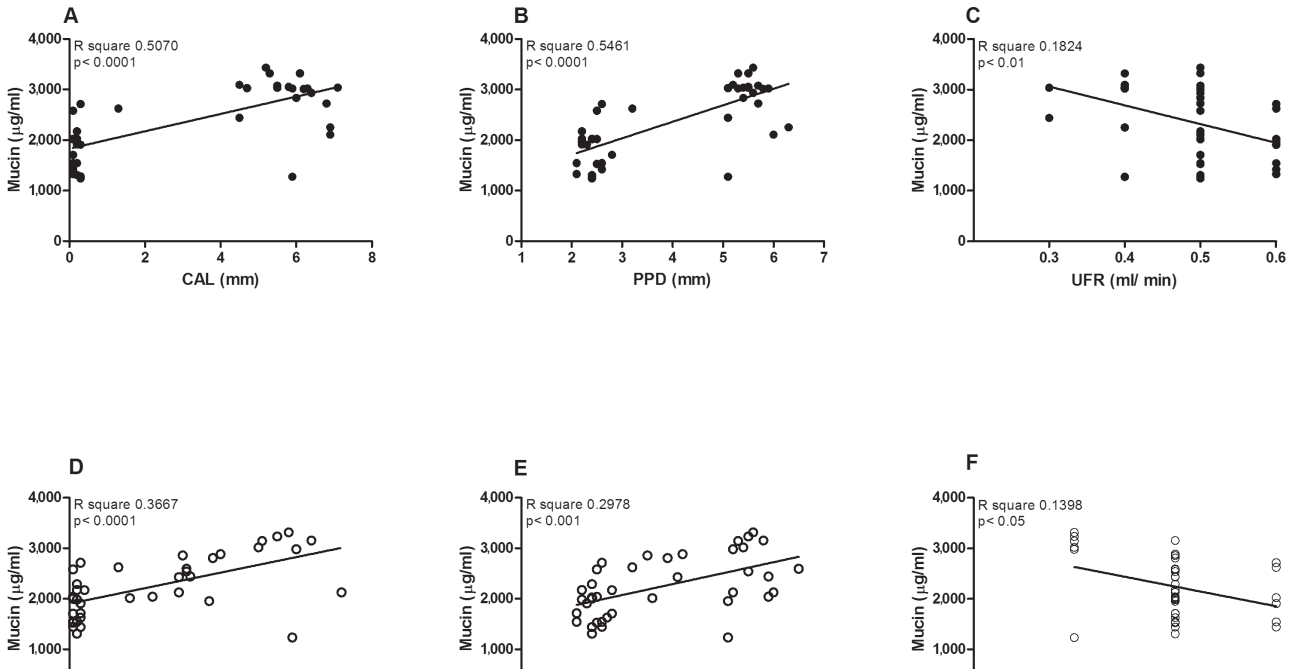 A
R square 0.5070
p< 0.0001
4,000
3,000
2,000
1,000
0
Mucin (µg/ml)
0 2 4 6 8
CAL (mm)
B
R square 0.5461
p< 0.0001
4,000
3,000
2,000
1,000
0
Mucin (µg/ml)
1 2 3 4 5 6 7
PPD (mm)
C
R square 0.1824
p< 0.01
4,000
3,000
2,000
1,000
0
Mucin (µg/ml)
0.3 0.4 0.5 0.6
UFR (ml/ min)
D
R square 0.3667
p< 0.0001
4,000
3,000
2,000
1,000
Mucin (µg/ml)
E
R square 0.2978
p< 0.001
4,000
3,000
2,000
1,000
Mucin (µg/ml)
F
R square 0.1398
p< 0.05
4,000
3,000
2,000
1,000
Mucin (µg/ml)